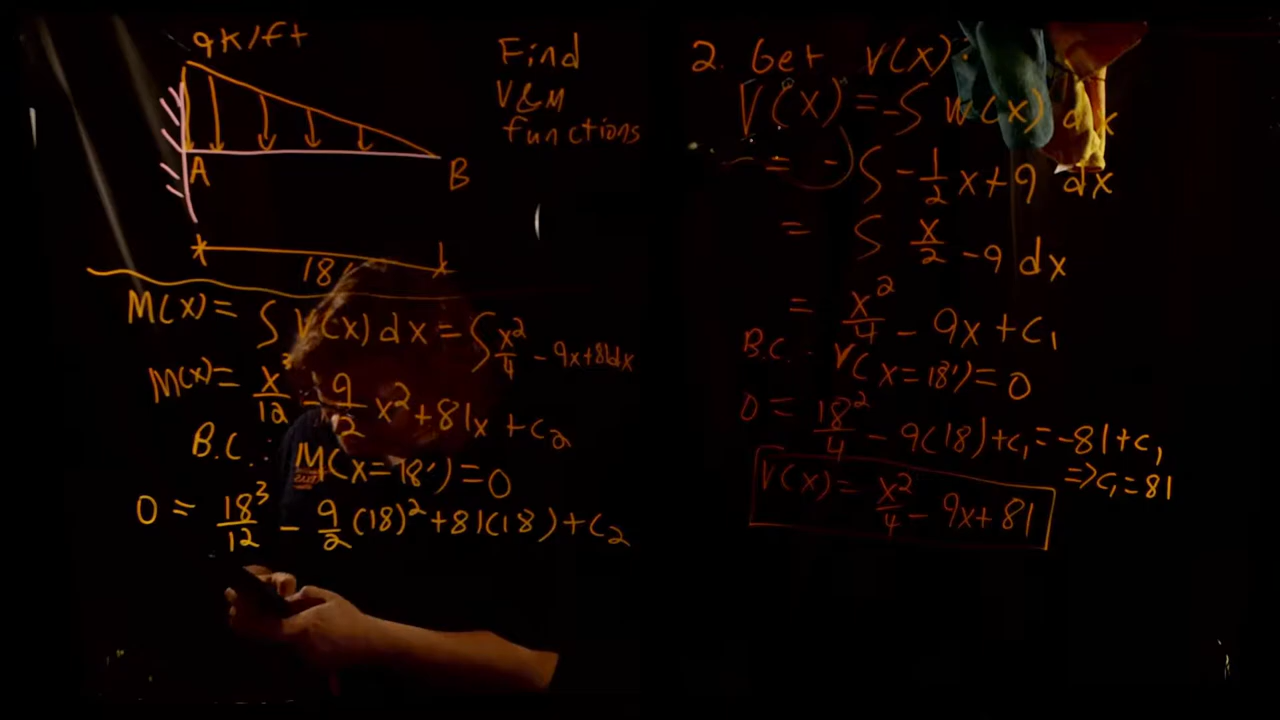 9k/ft
Find
V&M
functions
A
B
18'
M(x) = ∫ V(x) dx = ∫ x²/4 - 9x+81dx
M(x) = x³/12 - 9/2 x² + 81x + C₂
B.C. : M(x=18')=0
0 = 18³/12 - 9/2 (18)² + 81(18) + C₂
2. Get V(x):
V(x) = -∫ W(x) dx
= - ∫ -1/2 x+9 dx
= ∫ x/2 - 9 dx
= x²/4 - 9x + C₁
B.C. V(x=18')=0
0 = 18²/4 - 9(18)+C₁ = -81+C₁
=> C₁ = 81
V(x) = x²/4 - 9x+81